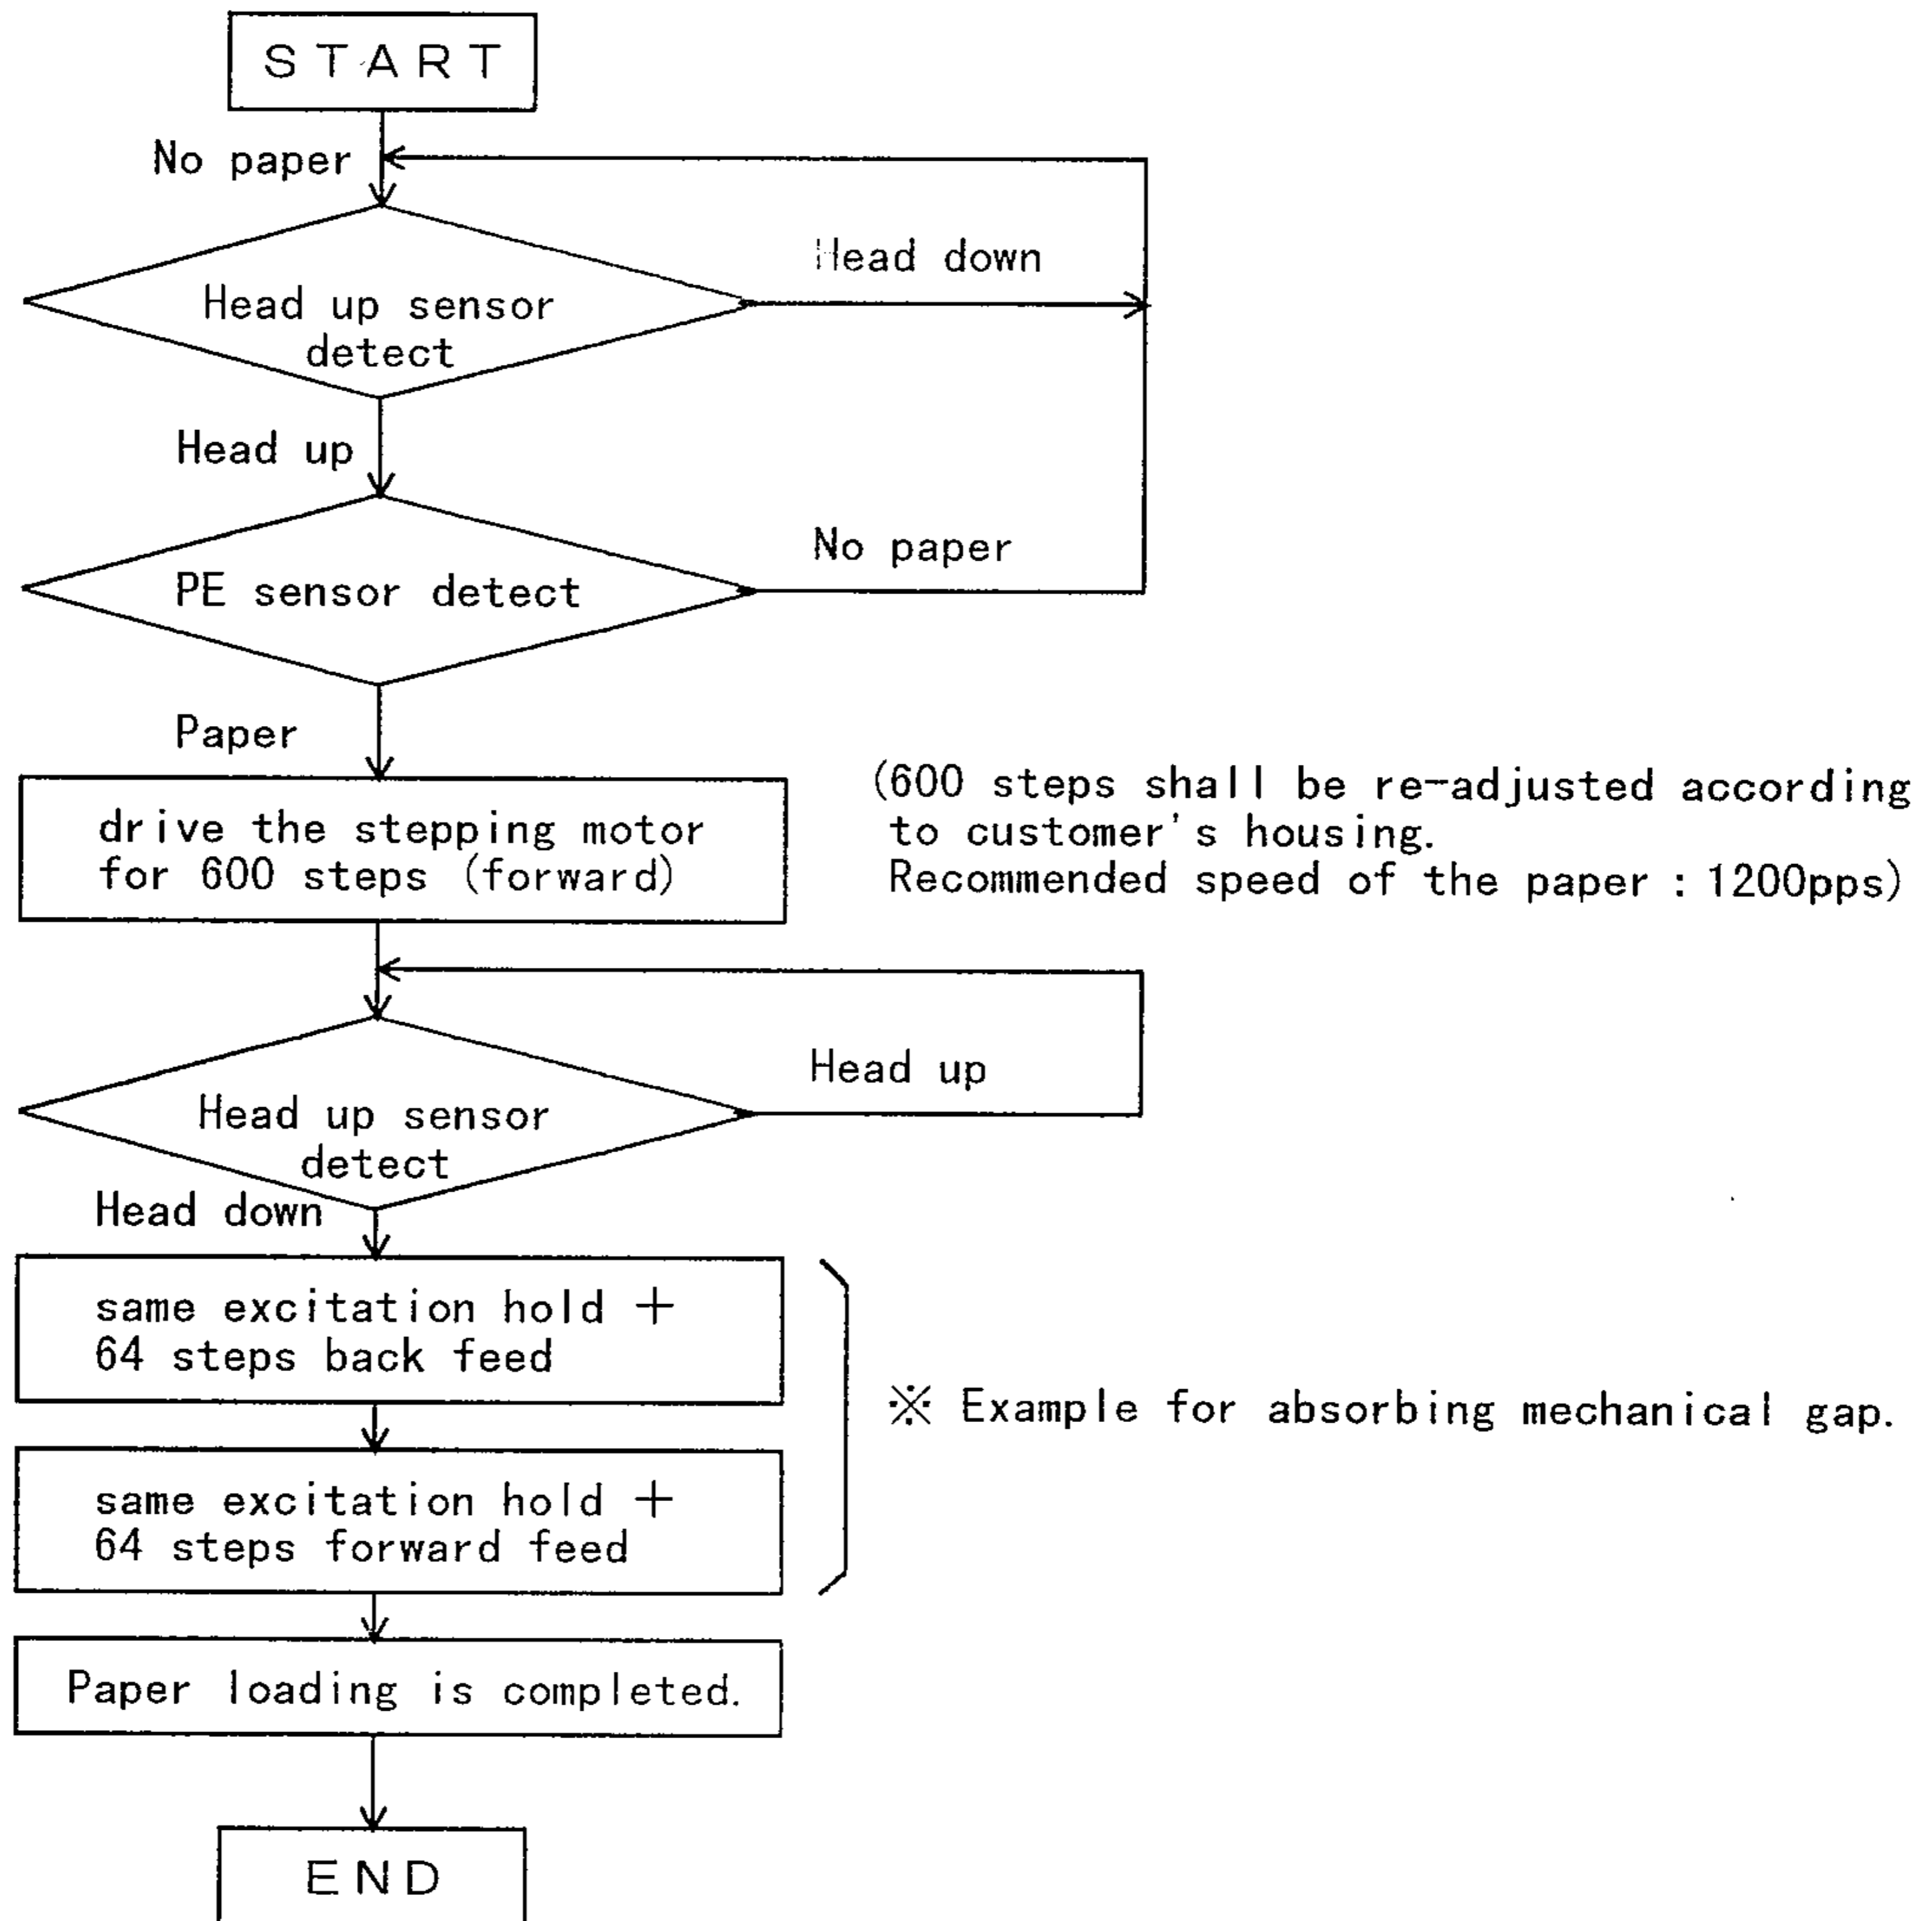 START
No paper
Head down
Head up sensor
detect
Head up
No paper
PE sensor detect
Paper
drive the stepping motor
for 600 steps (forward)
(600 steps shall be re-adjusted according
to customer's housing.
Recommended speed of the paper : 1200pps)
Head up
Head up sensor
detect
Head down
same excitation hold +
64 steps back feed
※ Example for absorbing mechanical gap.
same excitation hold +
64 steps forward feed
Paper loading is completed.
END